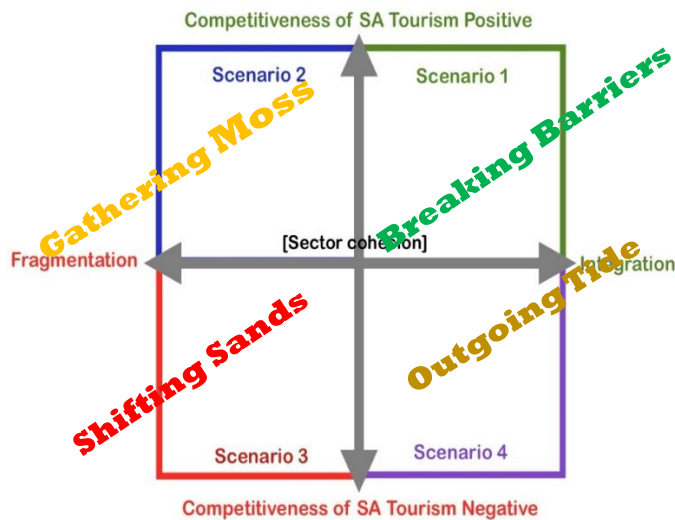 Competitiveness of SA Tourism Positive
Scenario 2
Scenario 1
Gathering Moss
Breaking Barriers
[Sector cohesion]
Fragmentation
Integration
Shifting Sands
Outgoing Tide
Scenario 3
Scenario 4
Competitiveness of SA Tourism Negative